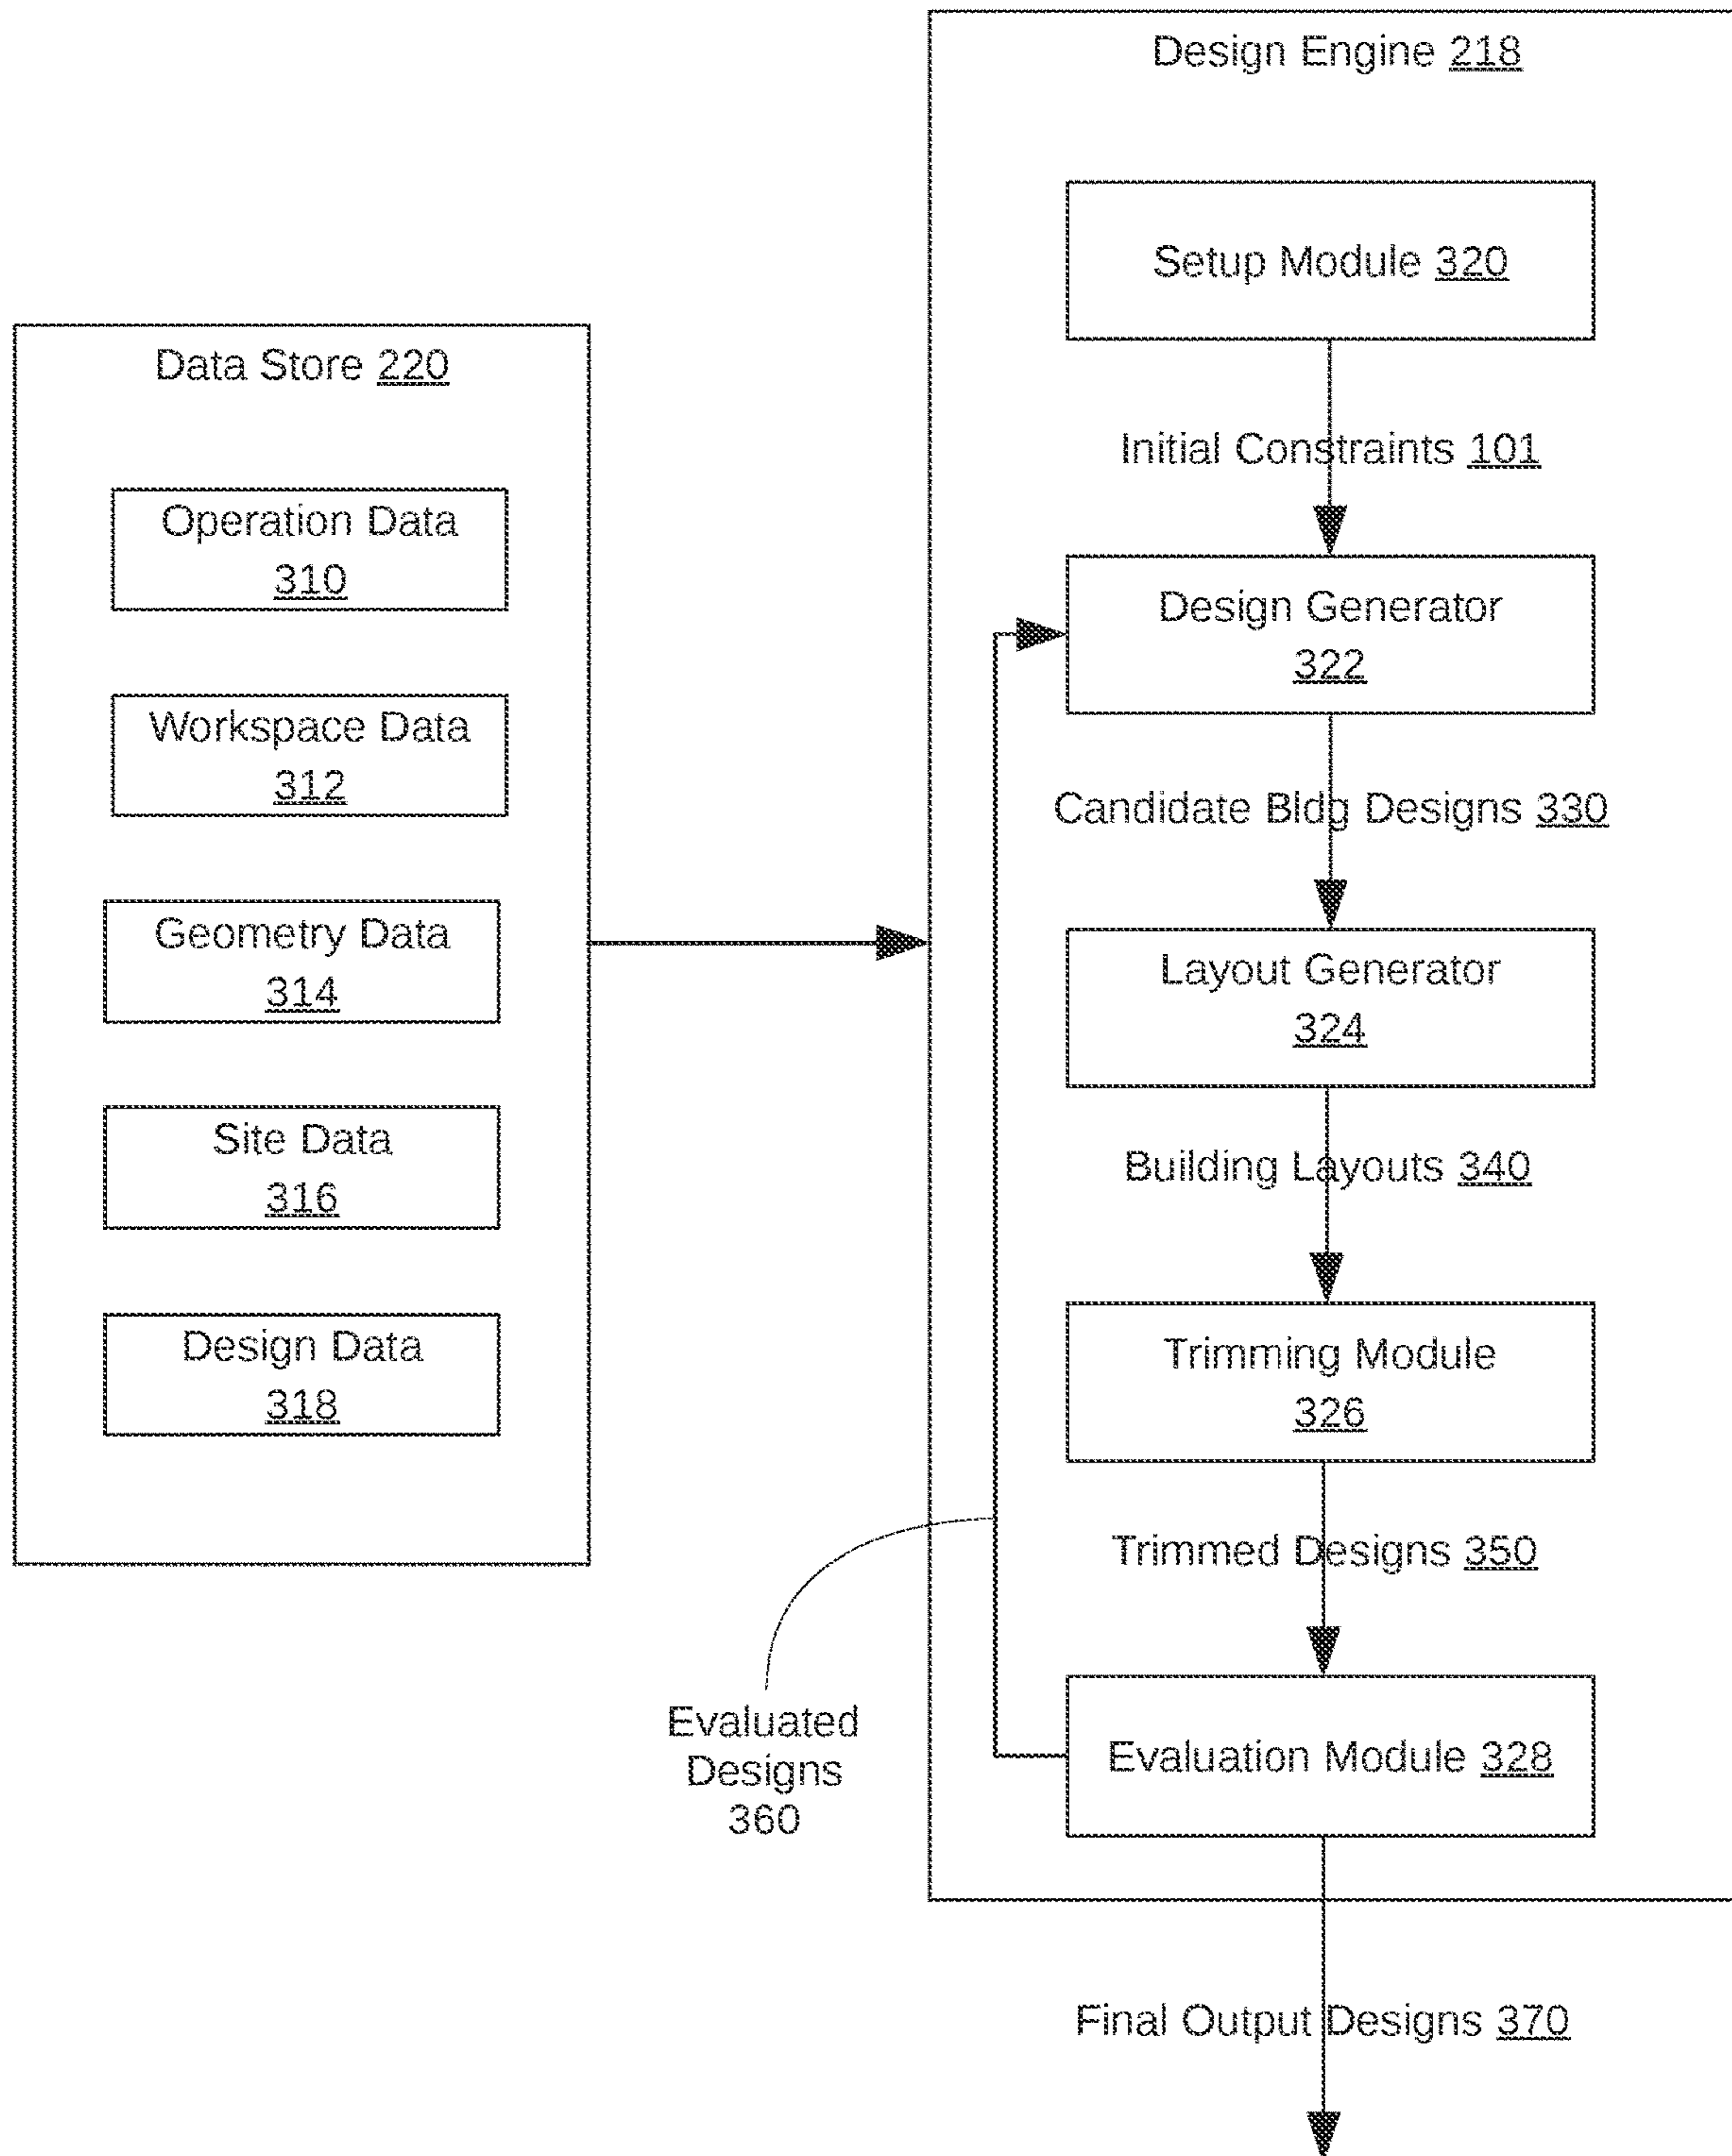 Design Engine 218
Setup Module 320
Initial Constraints 101
Design Generator
322
Candidate Bldg Designs 330
Layout Generator
324
Building Layouts 340
Trimming Module
326
Trimmed Designs 350
Evaluation Module 328
Final Output Designs 370
Data Store 220
Operation Data
310
Workspace Data
312
Geometry Data
314
Site Data
316
Design Data
318
Evaluated
Designs
360